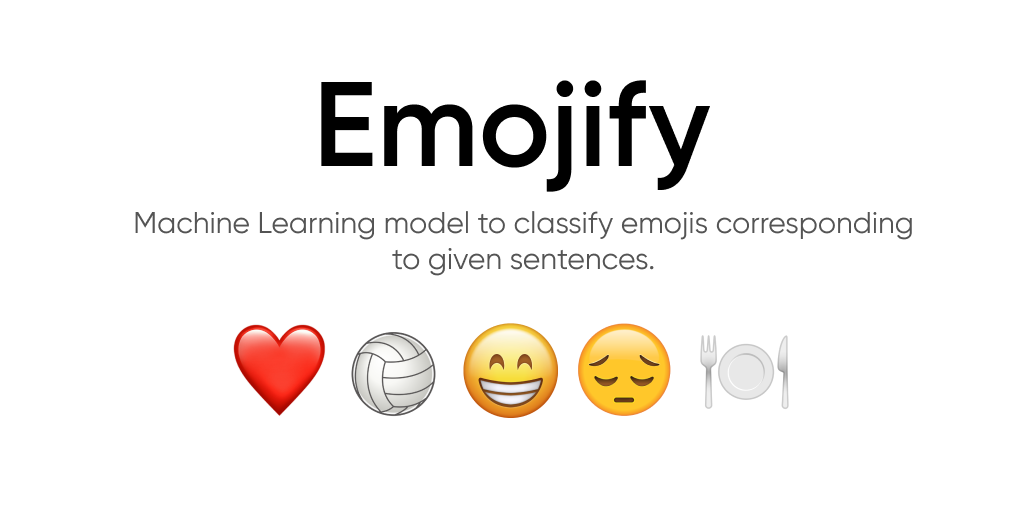 Emojify
Machine Learning model to classify emojis corresponding
to given sentences.